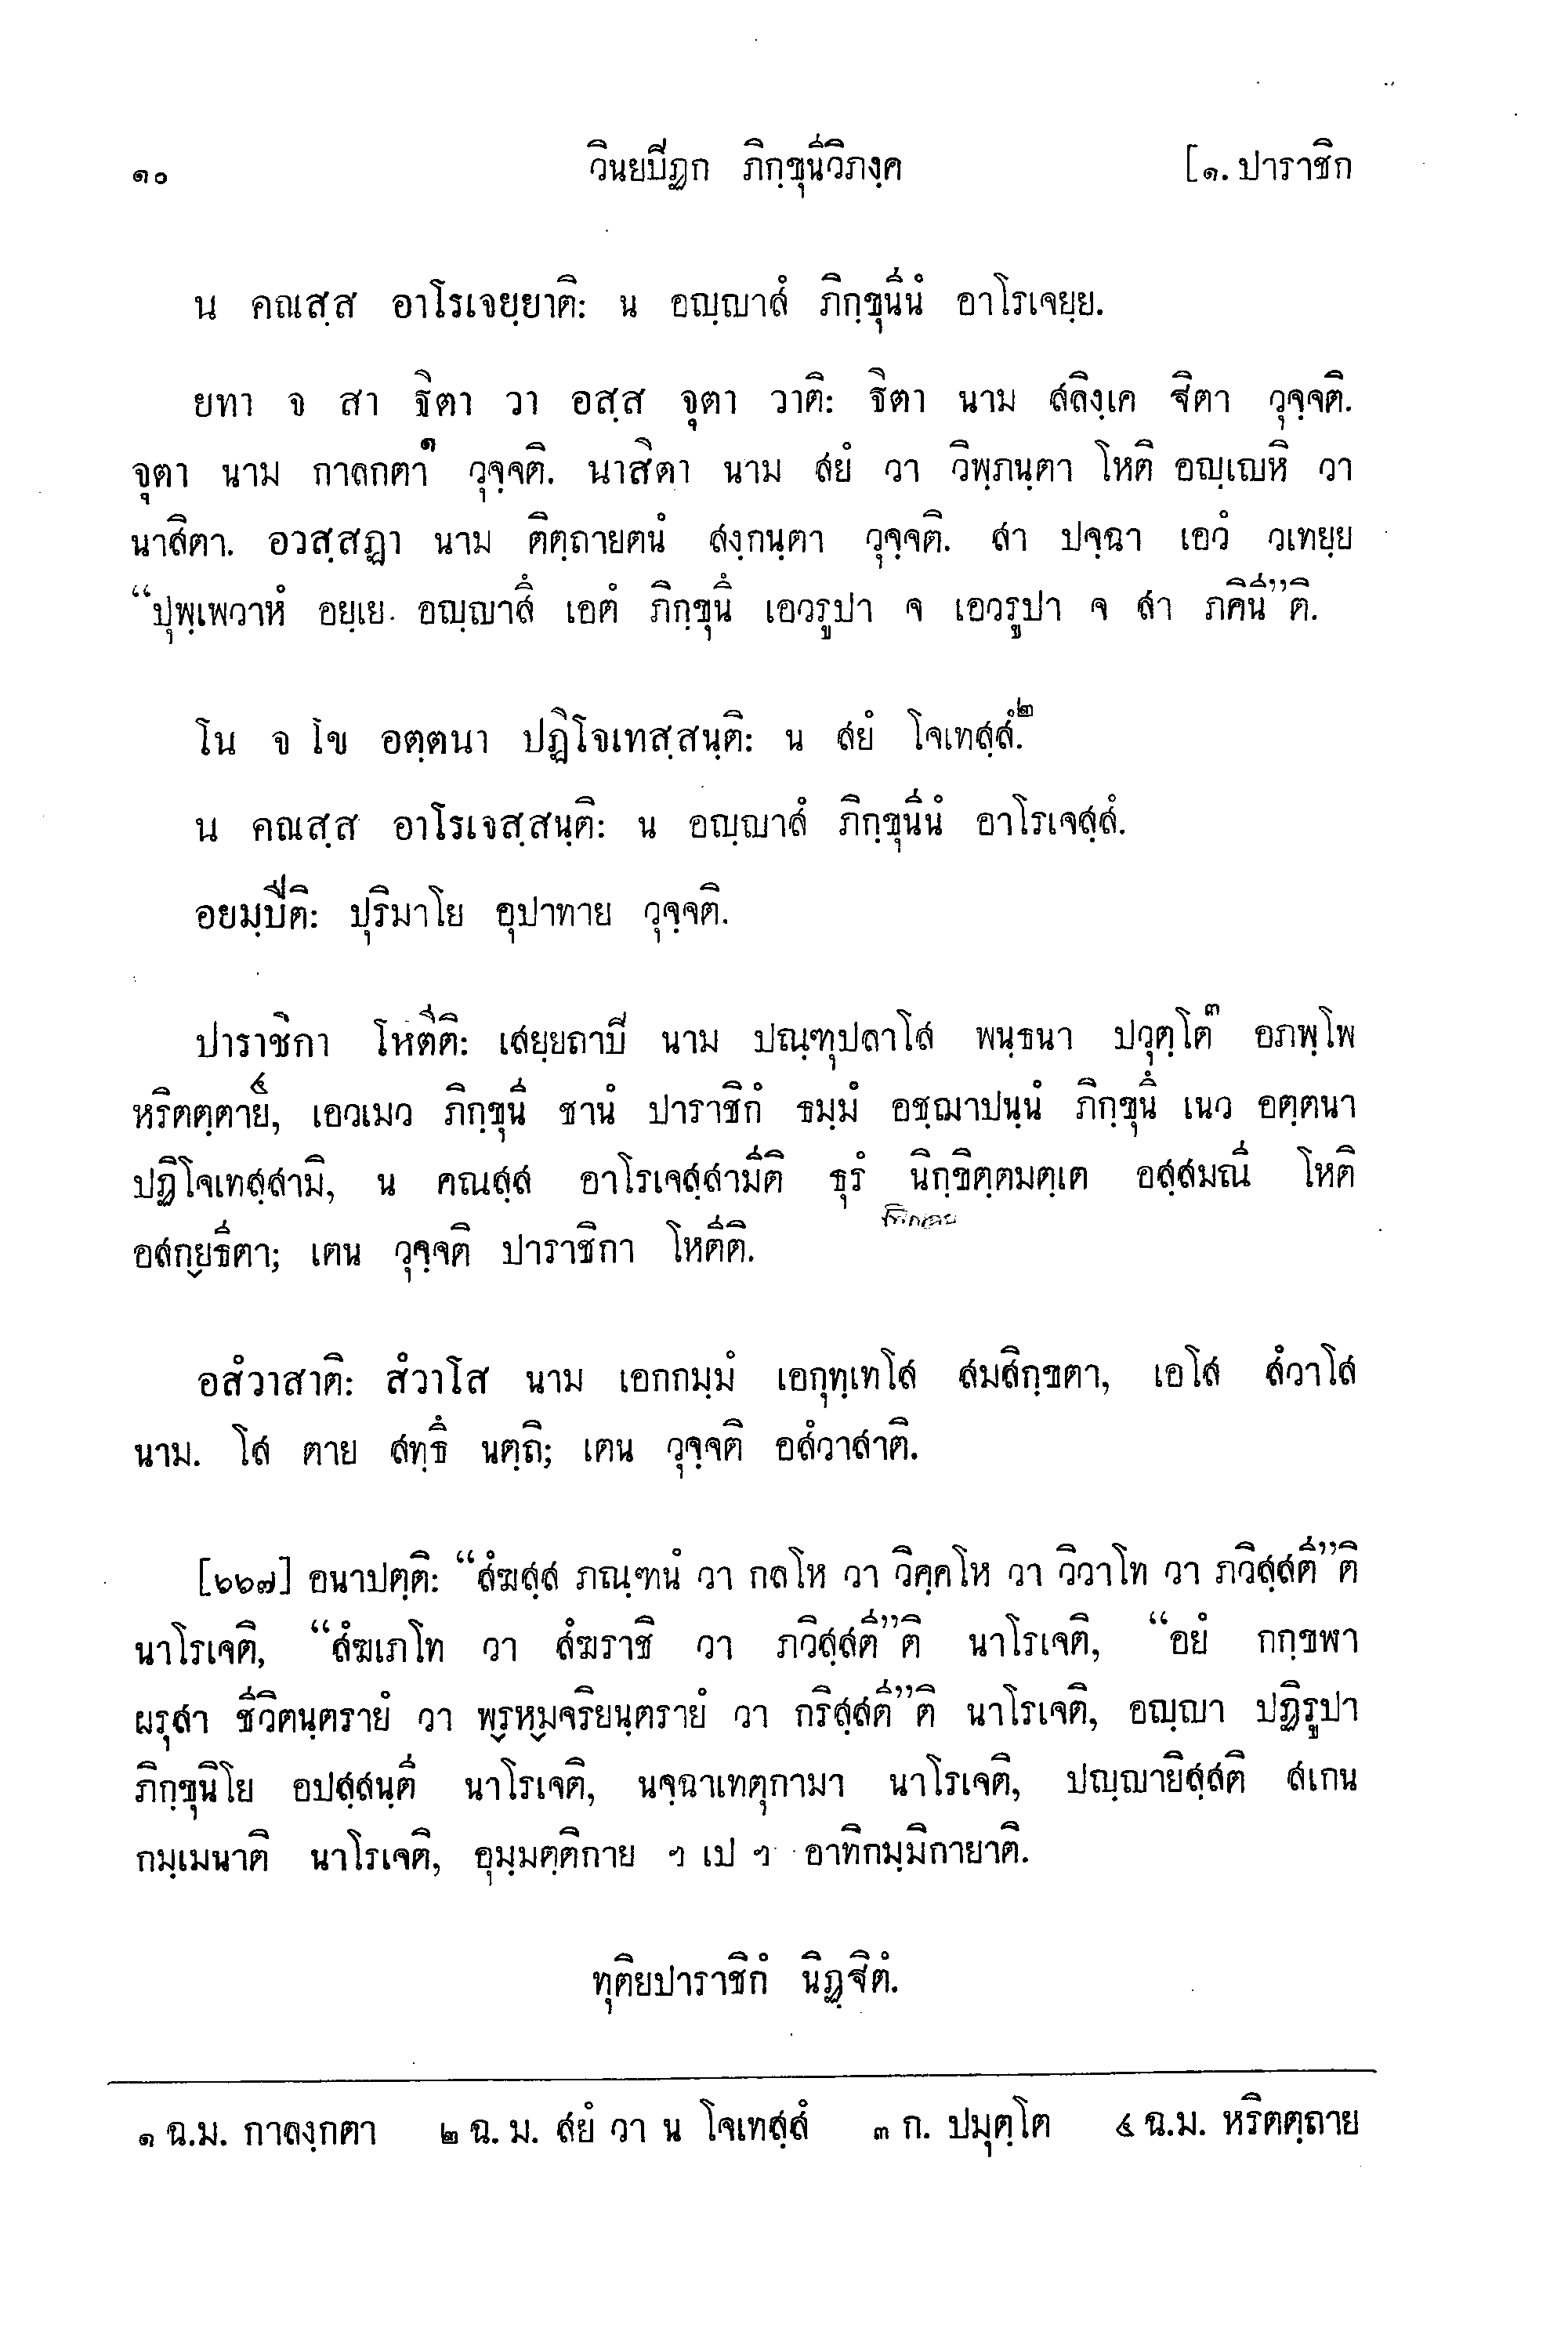 ๑๐ วินยปีฏก ภิกฺขุนีวิภงฺค [๑. ปาราชิก
น คณสฺส อาโรเจยฺยาติ: น อญฺญาสํ ภิกฺขุนีนํ อาโรเจยฺย.
ยทา จ สา ฐิตา วา อสฺส จุตา วาติ: ฐิตา นาม สลิงฺเค ฐิตา วุจฺจติ.
จุตา นาม กาลกตา๑ วุจฺจติ. นาสิตา นาม สยํ วา วิพฺภนฺตา โหติ อญฺเญหิ วา
นาสิตา. อวสฺสฏา นาม ติตฺถายตนํ สงฺกนฺตา วุจฺจติ. สา ปจฺฉา เอวํ วเทยฺย
“ปุพฺเพวาหํ อยฺเย อญฺญาสึ เอตํ ภิกฺขุนึ เอวรูปา จ เอวรูปา จ สา ภคินี”ติ.
โน จ โข อตฺตนา ปฏิโจเทสฺสนฺติ: น สยํ โจเทสฺสํ.๒
น คณสฺส อาโรเจสฺสนฺติ: น อญฺญาสํ ภิกฺขุนีนํ อาโรเจสฺสํ.
อยมฺปีติ: ปุริมาโย อุปาทาย วุจฺจติ.
ปาราชิกา โหตีติ: เสยฺยถาปี นาม ปณฺฑุปลาโส พนฺธนา ปวุตฺโต๓ อภพฺโพ
หริตตฺตาย๔, เอวเมว ภิกฺขุนี ชานํ ปาราชิกํ ธมฺมํ อชฺฌาปนฺนํ ภิกฺขุนึ เนว อตฺตนา
ปฏิโจเทสฺสามิ, น คณสฺส อาโรเจสฺสามีติ ธุรํ นิกฺขิตฺตมตฺเต อสฺสมณี โหติ
อสกฺยธีตา; เตน วุจฺจติ ปาราชิกา โหตีติ.
อสํวาสาติ: สํวาโส นาม เอกกมฺมํ เอกุทฺเทโส สมสิกฺขตา, เอโส สํวาโส
นาม. โส ตาย สทฺธึ นตฺถิ; เตน วุจฺจติ อสํวาสาติ.
[๖๖๗] อนาปตฺติ: “สํฆสฺส ภณฺฑนํ วา กลโห วา วิคฺคโห วา วิวาโท วา ภวิสฺสตี”ติ
นาโรเจติ, “สํฆเภโท วา สํฆราชิ วา ภวิสฺสตี”ติ นาโรเจติ, “อยํ กกฺขฬา
ผรุสา ชีวิตนฺตรายํ วา พฺรหฺมจริยนฺตรายํ วา กริสฺสตี”ติ นาโรเจติ, อญฺญา ปฏิรูปา
ภิกฺขุนิโย อปสฺสนฺตี นาโรเจติ, นจฺฉาเทตุกามา นาโรเจติ, ปญฺญายิสฺสติ สเกน
กมฺเมนาติ นาโรเจติ, อุมฺมตฺติกาย ฯ เป ฯ อาทิกมฺมิกายาติ.
ทุติยปาราชิกํ นิฏฺฐิตํ.
๑ ฉ.ม. กาลงฺกตา ๒ ฉ. ม. สยํ วา น โจเทสฺสํ ๓ ก. ปมุตฺโต ๔ ฉ.ม. หริตตฺถาย